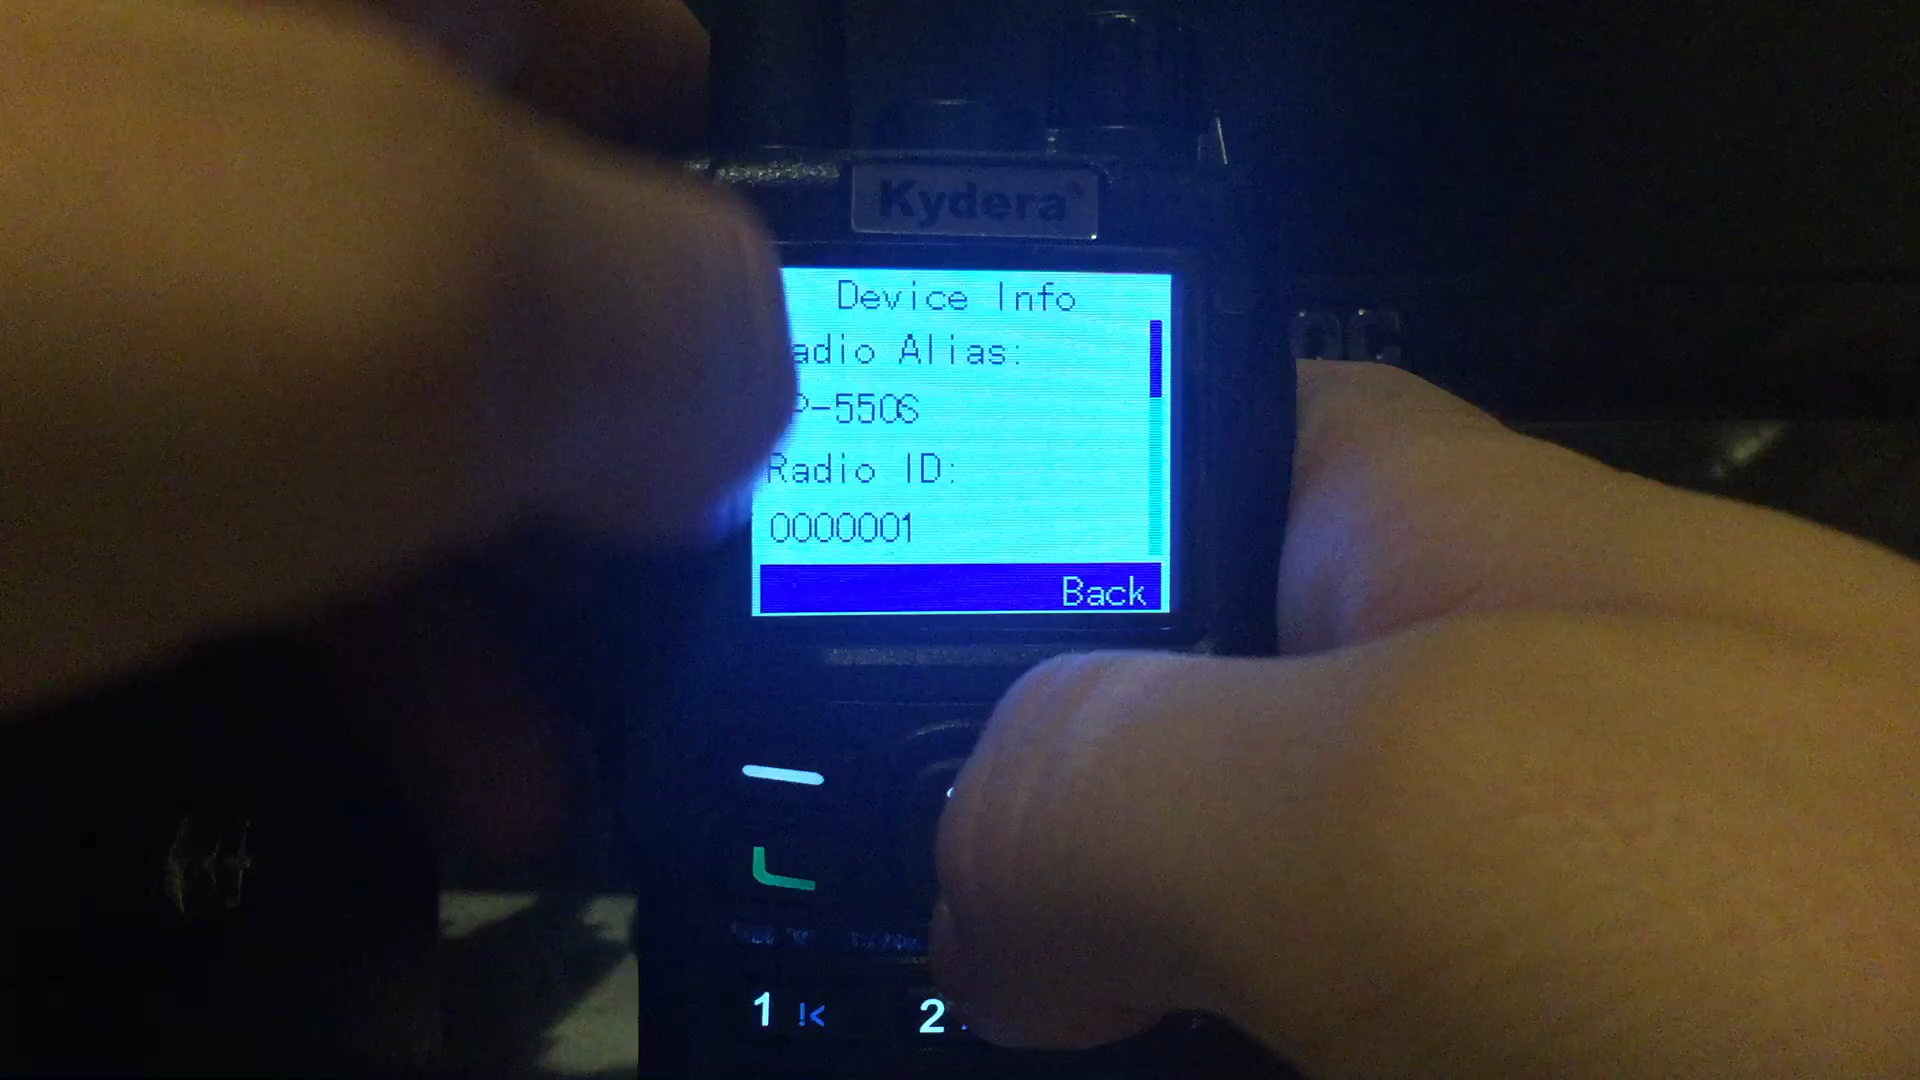 Kydera®
Device Info
adio Alias:
P-550S
Radio ID:
0000001
Back
1 !<
2